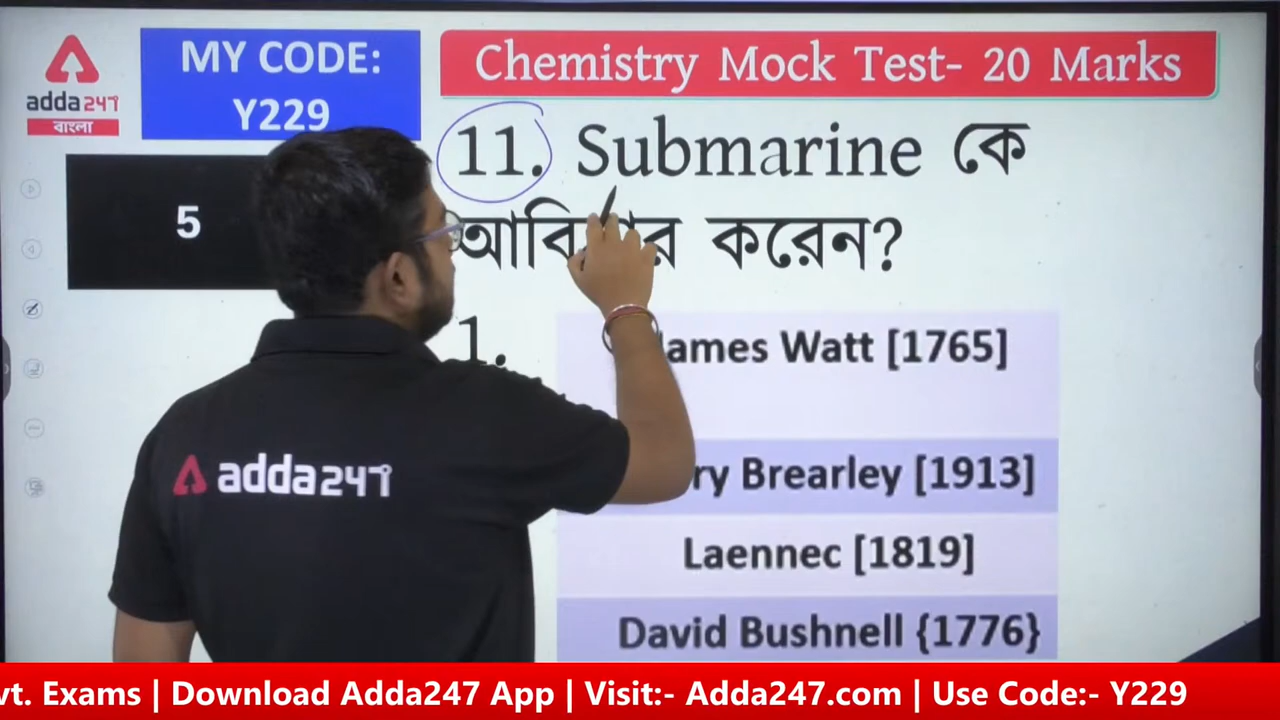 adda247
বাংলা
MY CODE:
Y229
Chemistry Mock Test- 20 Marks
5
11. Submarine কে
করেন?
1.
James Watt [1765]
Brearley [1913]
Laennec [1819]
David Bushnell {1776}
adda247
Exams | Download Adda247 App | Visit:- Adda247.com | Use Code:- Y229